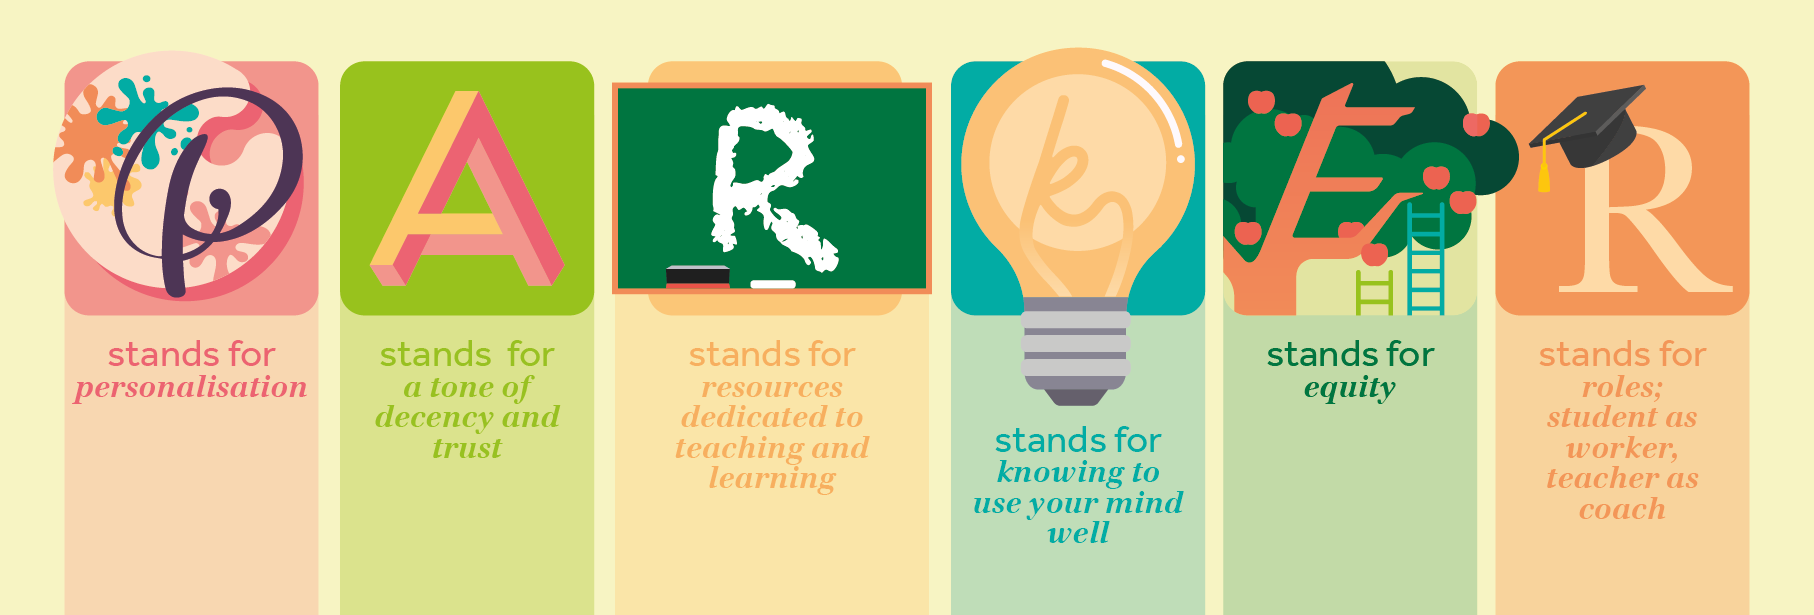 P
stands for
personalisation
A
stands for
a tone of
decency and
trust
R
stands for
resources
dedicated to
teaching and
learning
k
stands for
knowing to
use your mind
well
E
stands for
equity
R
stands for
roles;
student as
worker,
teacher as
coach